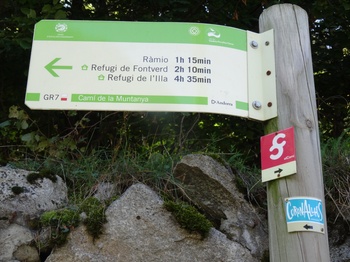 Ràmio 1h 15min
Refugi de Fontverd 2h 10min
Refugi de l'Illa 4h 35min
GR7 Camí de la Muntanya
CORONALLACS